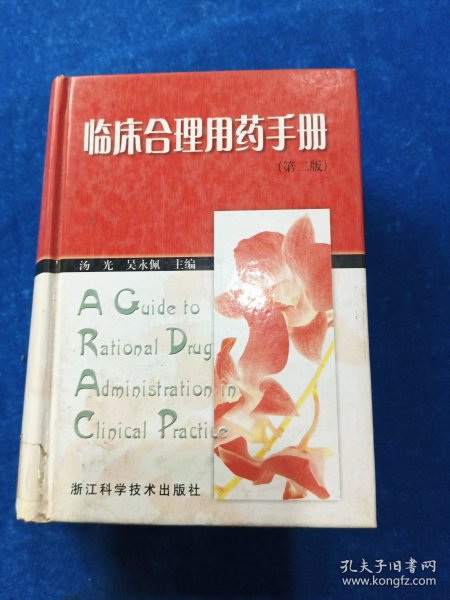 临床合理用药手册
(第二版)
汤 光 吴永佩 主编
A Guide to
Rational Drug
Administration in
Clinical Practice
浙江科学技术出版社
孔夫子旧书网
www.kongfz.com